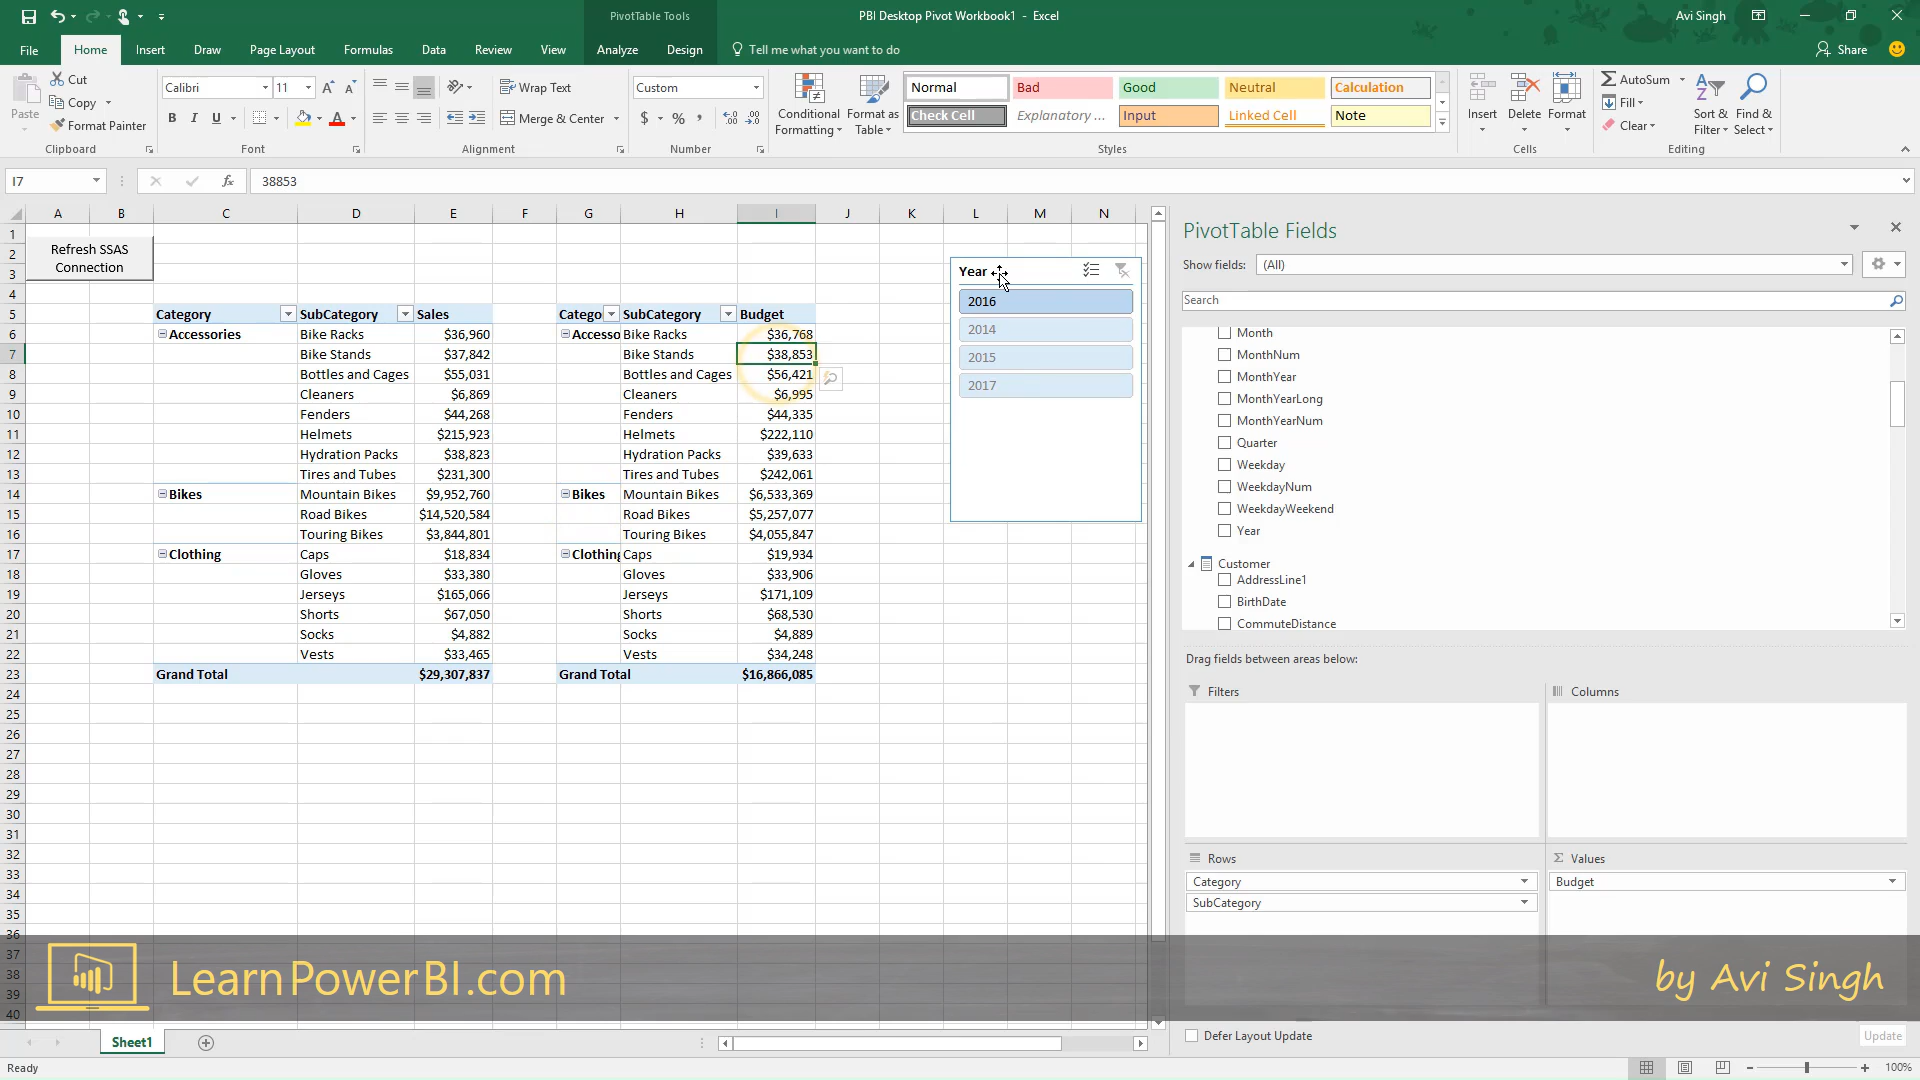 PivotTable Tools
PBI Desktop Pivot Workbook1 - Excel
Avi Singh
File Home Insert Draw Page Layout Formulas Data Review View Analyze Design Tell me what you want to do Share
Cut
Copy
Format Painter
Paste
Clipboard
Calibri 11
B I U
Font
Wrap Text
Merge & Center
Alignment
Custom
$ % ,
Number
Conditional Formatting
Format as Table
Normal Bad Good Neutral Calculation
Check Cell Explanatory ... Input Linked Cell Note
Styles
Insert Delete Format
Cells
AutoSum
Fill
Clear
Sort & Filter
Find & Select
Editing
I7 fx 38853
A B C D E F G H I J K L M N
1
2 Refresh SSAS
3 Connection
4
5 Category SubCategory Sales Catego SubCategory Budget
6 Accessories Bike Racks $36,960 Accesso Bike Racks $36,768
7 Bike Stands $37,842 Bike Stands $38,853
8 Bottles and Cages $55,031 Bottles and Cages $56,421
9 Cleaners $6,869 Cleaners $6,995
10 Fenders $44,268 Fenders $44,335
11 Helmets $215,923 Helmets $222,110
12 Hydration Packs $38,823 Hydration Packs $39,633
13 Tires and Tubes $231,300 Tires and Tubes $242,061
14 Bikes Mountain Bikes $9,952,760 Bikes Mountain Bikes $6,533,369
15 Road Bikes $14,520,584 Road Bikes $5,257,077
16 Touring Bikes $3,844,801 Touring Bikes $4,055,847
17 Clothing Caps $18,834 Clothing Caps $19,934
18 Gloves $33,380 Gloves $33,906
19 Jerseys $165,066 Jerseys $171,109
20 Shorts $67,050 Shorts $68,530
21 Socks $4,882 Socks $4,889
22 Vests $33,465 Vests $34,248
23 Grand Total $29,307,837 Grand Total $16,866,085
24
25
26
27
28
29
30
31
32
33
34
35
36
37
38
39
40
Year
2016
2014
2015
2017
PivotTable Fields
Show fields: (All)
Search
Month
MonthNum
MonthYear
MonthYearLong
MonthYearNum
Quarter
Weekday
WeekdayNum
WeekdayWeekend
Year
Customer
AddressLine1
BirthDate
CommuteDistance
Drag fields between areas below:
Filters
Columns
Rows
Category
SubCategory
Σ Values
Budget
LearnPowerBI.com
by Avi Singh
Defer Layout Update
Update
Sheet1
Ready
100%